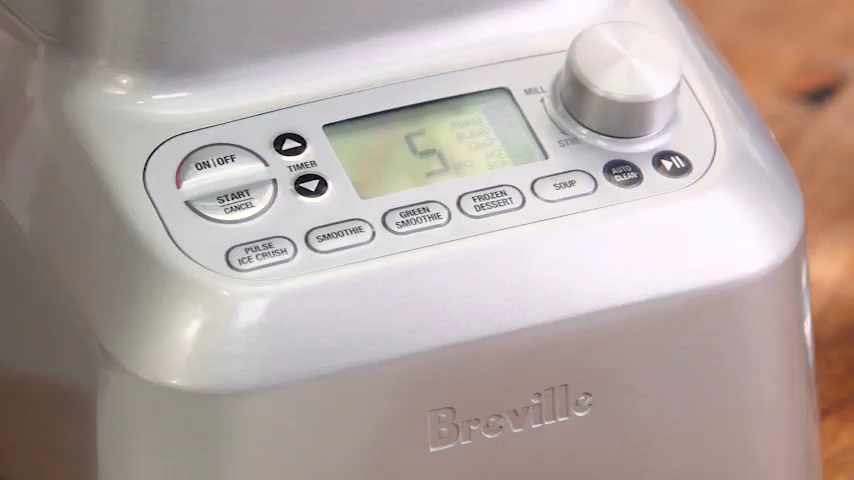 ON|OFF
START
CANCEL
TIMER
5
SEC
MILL
PULSE
ICE CRUSH
SMOOTHIE
GREEN
SMOOTHIE
FROZEN
DESSERT
SOUP
AUTO
CLEAN
Breville